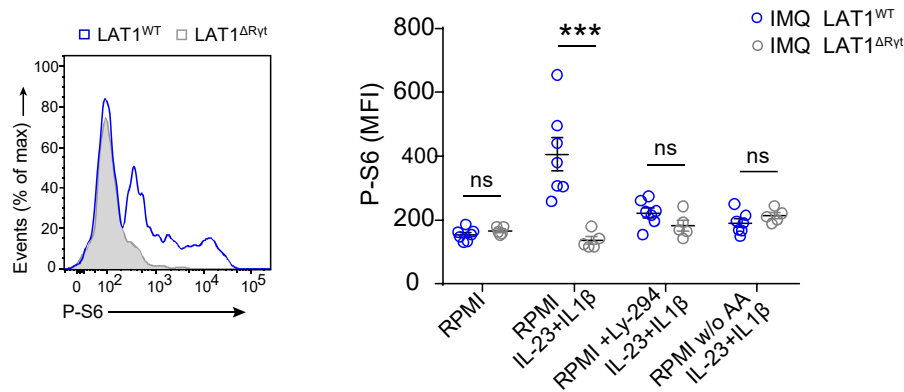 LAT1WT LAT1ΔRγt
Events (% of max)
100
80
60
40
20
0
0 10² 10³ 10⁴ 10⁵
P-S6
IMQ LAT1WT
IMQ LAT1ΔRγt
P-S6 (MFI)
800
600
400
200
0
ns
***
ns
ns
RPMI
RPMI
IL-23+IL1β
RPMI +Ly-294
IL-23+IL1β
RPMI w/o AA
IL-23+IL1β